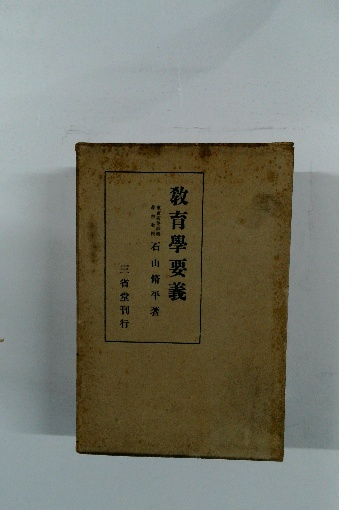 教育學要義
石山脩平著
三省堂刊行